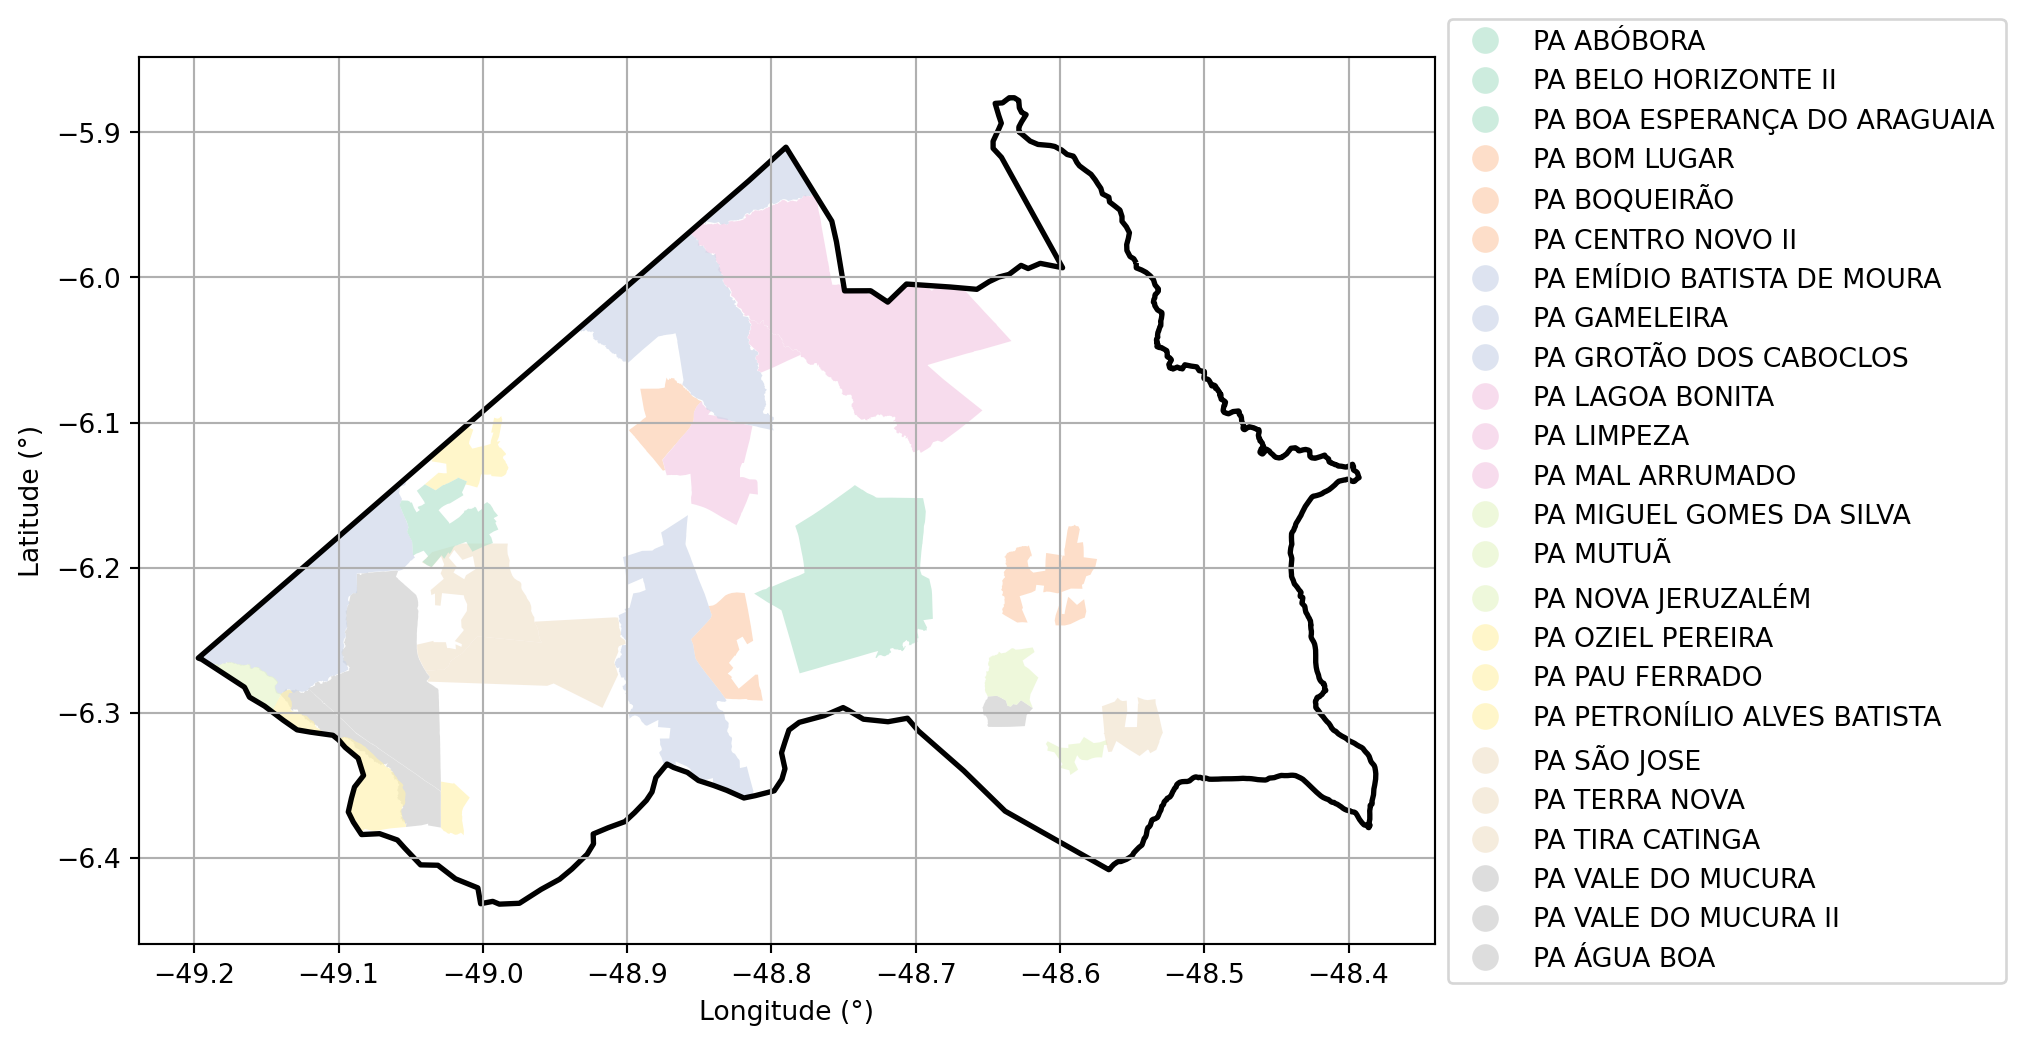 −5.9
−6.0
−6.1
−6.2
−6.3
−6.4
Latitude (°)
−49.2
−49.1
−49.0
−48.9
−48.8
−48.7
−48.6
−48.5
−48.4
Longitude (°)
PA ABÓBORA
PA BELO HORIZONTE II
PA BOA ESPERANÇA DO ARAGUAIA
PA BOM LUGAR
PA BOQUEIRÃO
PA CENTRO NOVO II
PA EMÍDIO BATISTA DE MOURA
PA GAMELEIRA
PA GROTÃO DOS CABOCLOS
PA LAGOA BONITA
PA LIMPEZA
PA MAL ARRUMADO
PA MIGUEL GOMES DA SILVA
PA MUTUÃ
PA NOVA JERUZALÉM
PA OZIEL PEREIRA
PA PAU FERRADO
PA PETRONÍLIO ALVES BATISTA
PA SÃO JOSE
PA TERRA NOVA
PA TIRA CATINGA
PA VALE DO MUCURA
PA VALE DO MUCURA II
PA ÁGUA BOA